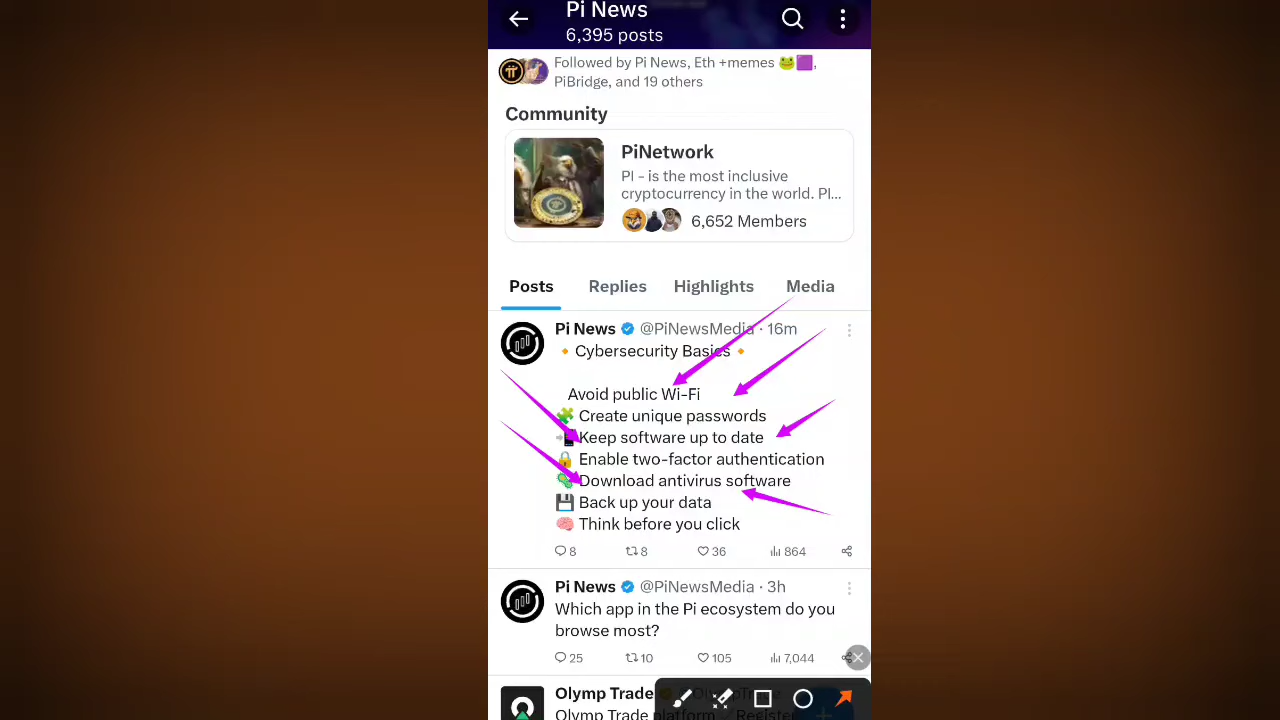 Pi News
6,395 posts
Followed by Pi News, Eth +memes 🐸🟪,
PiBridge, and 19 others
Community
PiNetwork
PI - is the most inclusive
cryptocurrency in the world. PI...
6,652 Members
Posts Replies Highlights Media
Pi News @PiNewsMedia · 16m
🔸 Cybersecurity Basics 🔸
Avoid public Wi-Fi
🧩 Create unique passwords
📲 Keep software up to date
🔒 Enable two-factor authentication
🦠 Download antivirus software
💾 Back up your data
🧠 Think before you click
8 8 36 864
Pi News @PiNewsMedia · 3h
Which app in the Pi ecosystem do you
browse most?
25 10 105 7,044
Olymp Trade
Olymp Trade platform